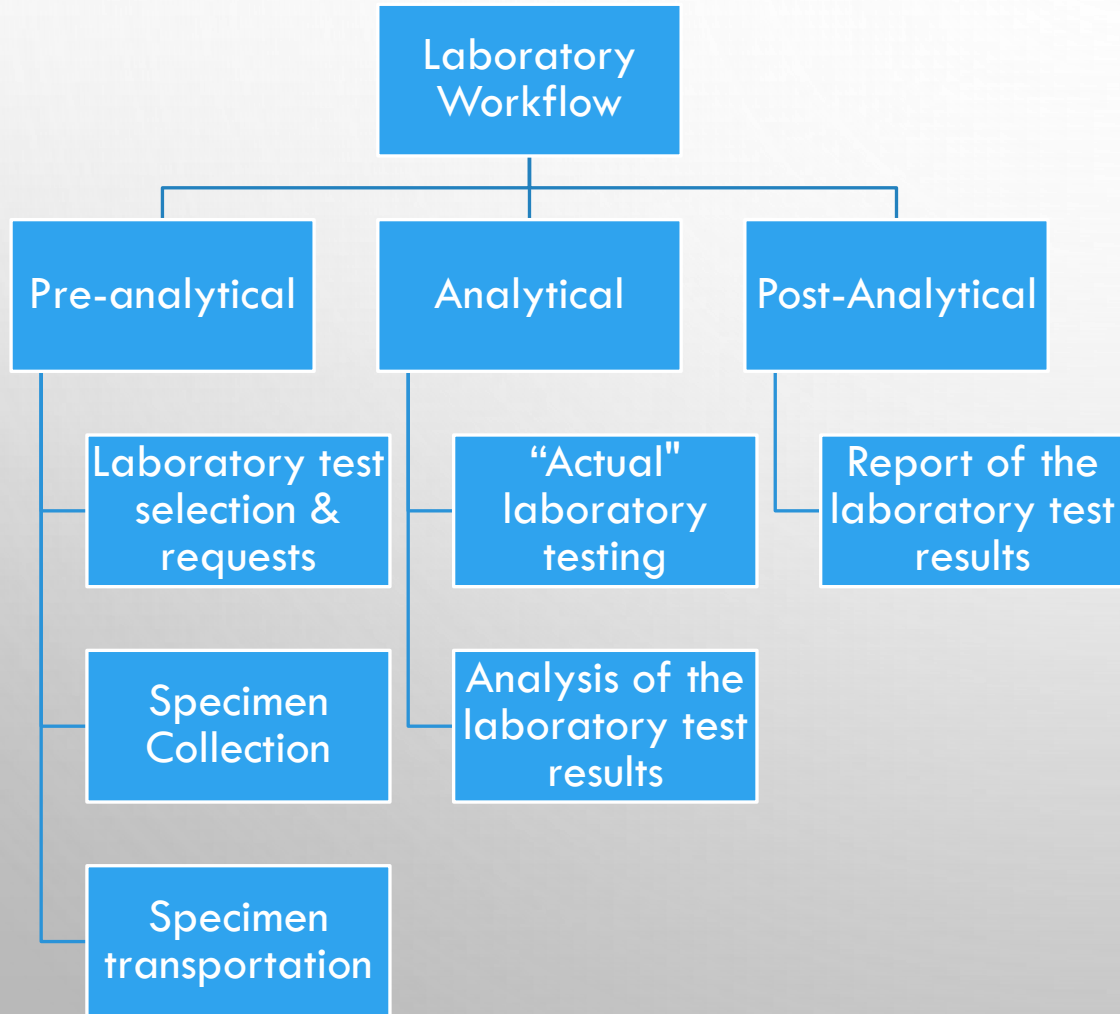 Laboratory
Workflow
Pre-analytical
Laboratory test
selection &
requests
Specimen
Collection
Specimen
transportation
Analytical
“Actual"
laboratory
testing
Analysis of the
laboratory test
results
Post-Analytical
Report of the
laboratory test
results